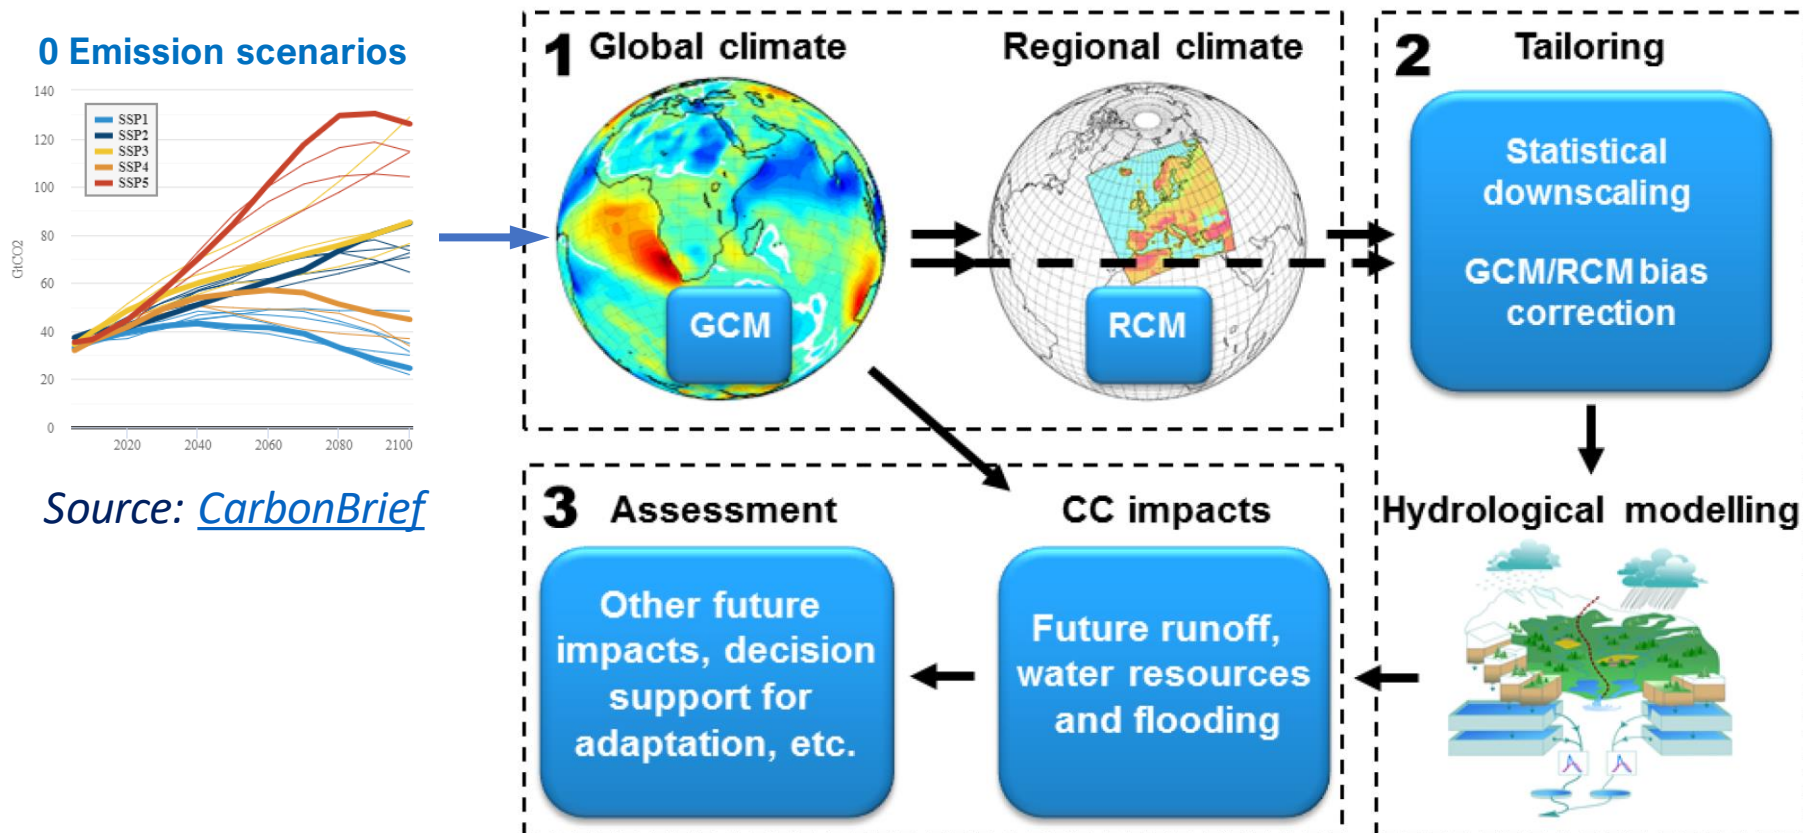 0 Emission scenarios
140
120
100
80
60
40
20
0
GtCO2
SSP1
SSP2
SSP3
SSP4
SSP5
2020
2040
2060
2080
2100
Source: CarbonBrief
1
Global climate
Regional climate
GCM
RCM
2
Tailoring
Statistical
downscaling
GCM/RCM bias
correction
Hydrological modelling
3
Assessment
CC impacts
Other future
impacts, decision
support for
adaptation, etc.
Future runoff,
water resources
and flooding